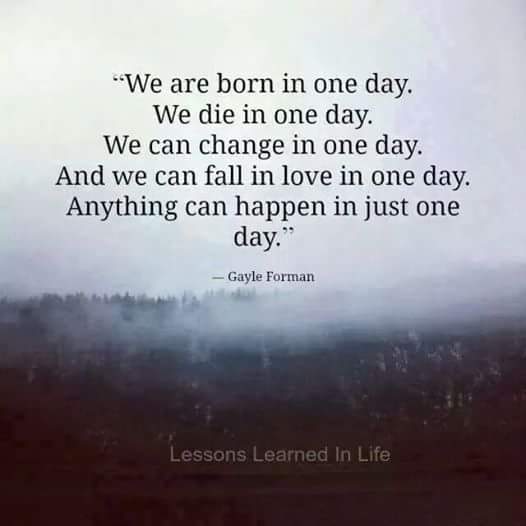 “We are born in one day.
We die in one day.
We can change in one day.
And we can fall in love in one day.
Anything can happen in just one
day.”
— Gayle Forman
Lessons Learned In Life